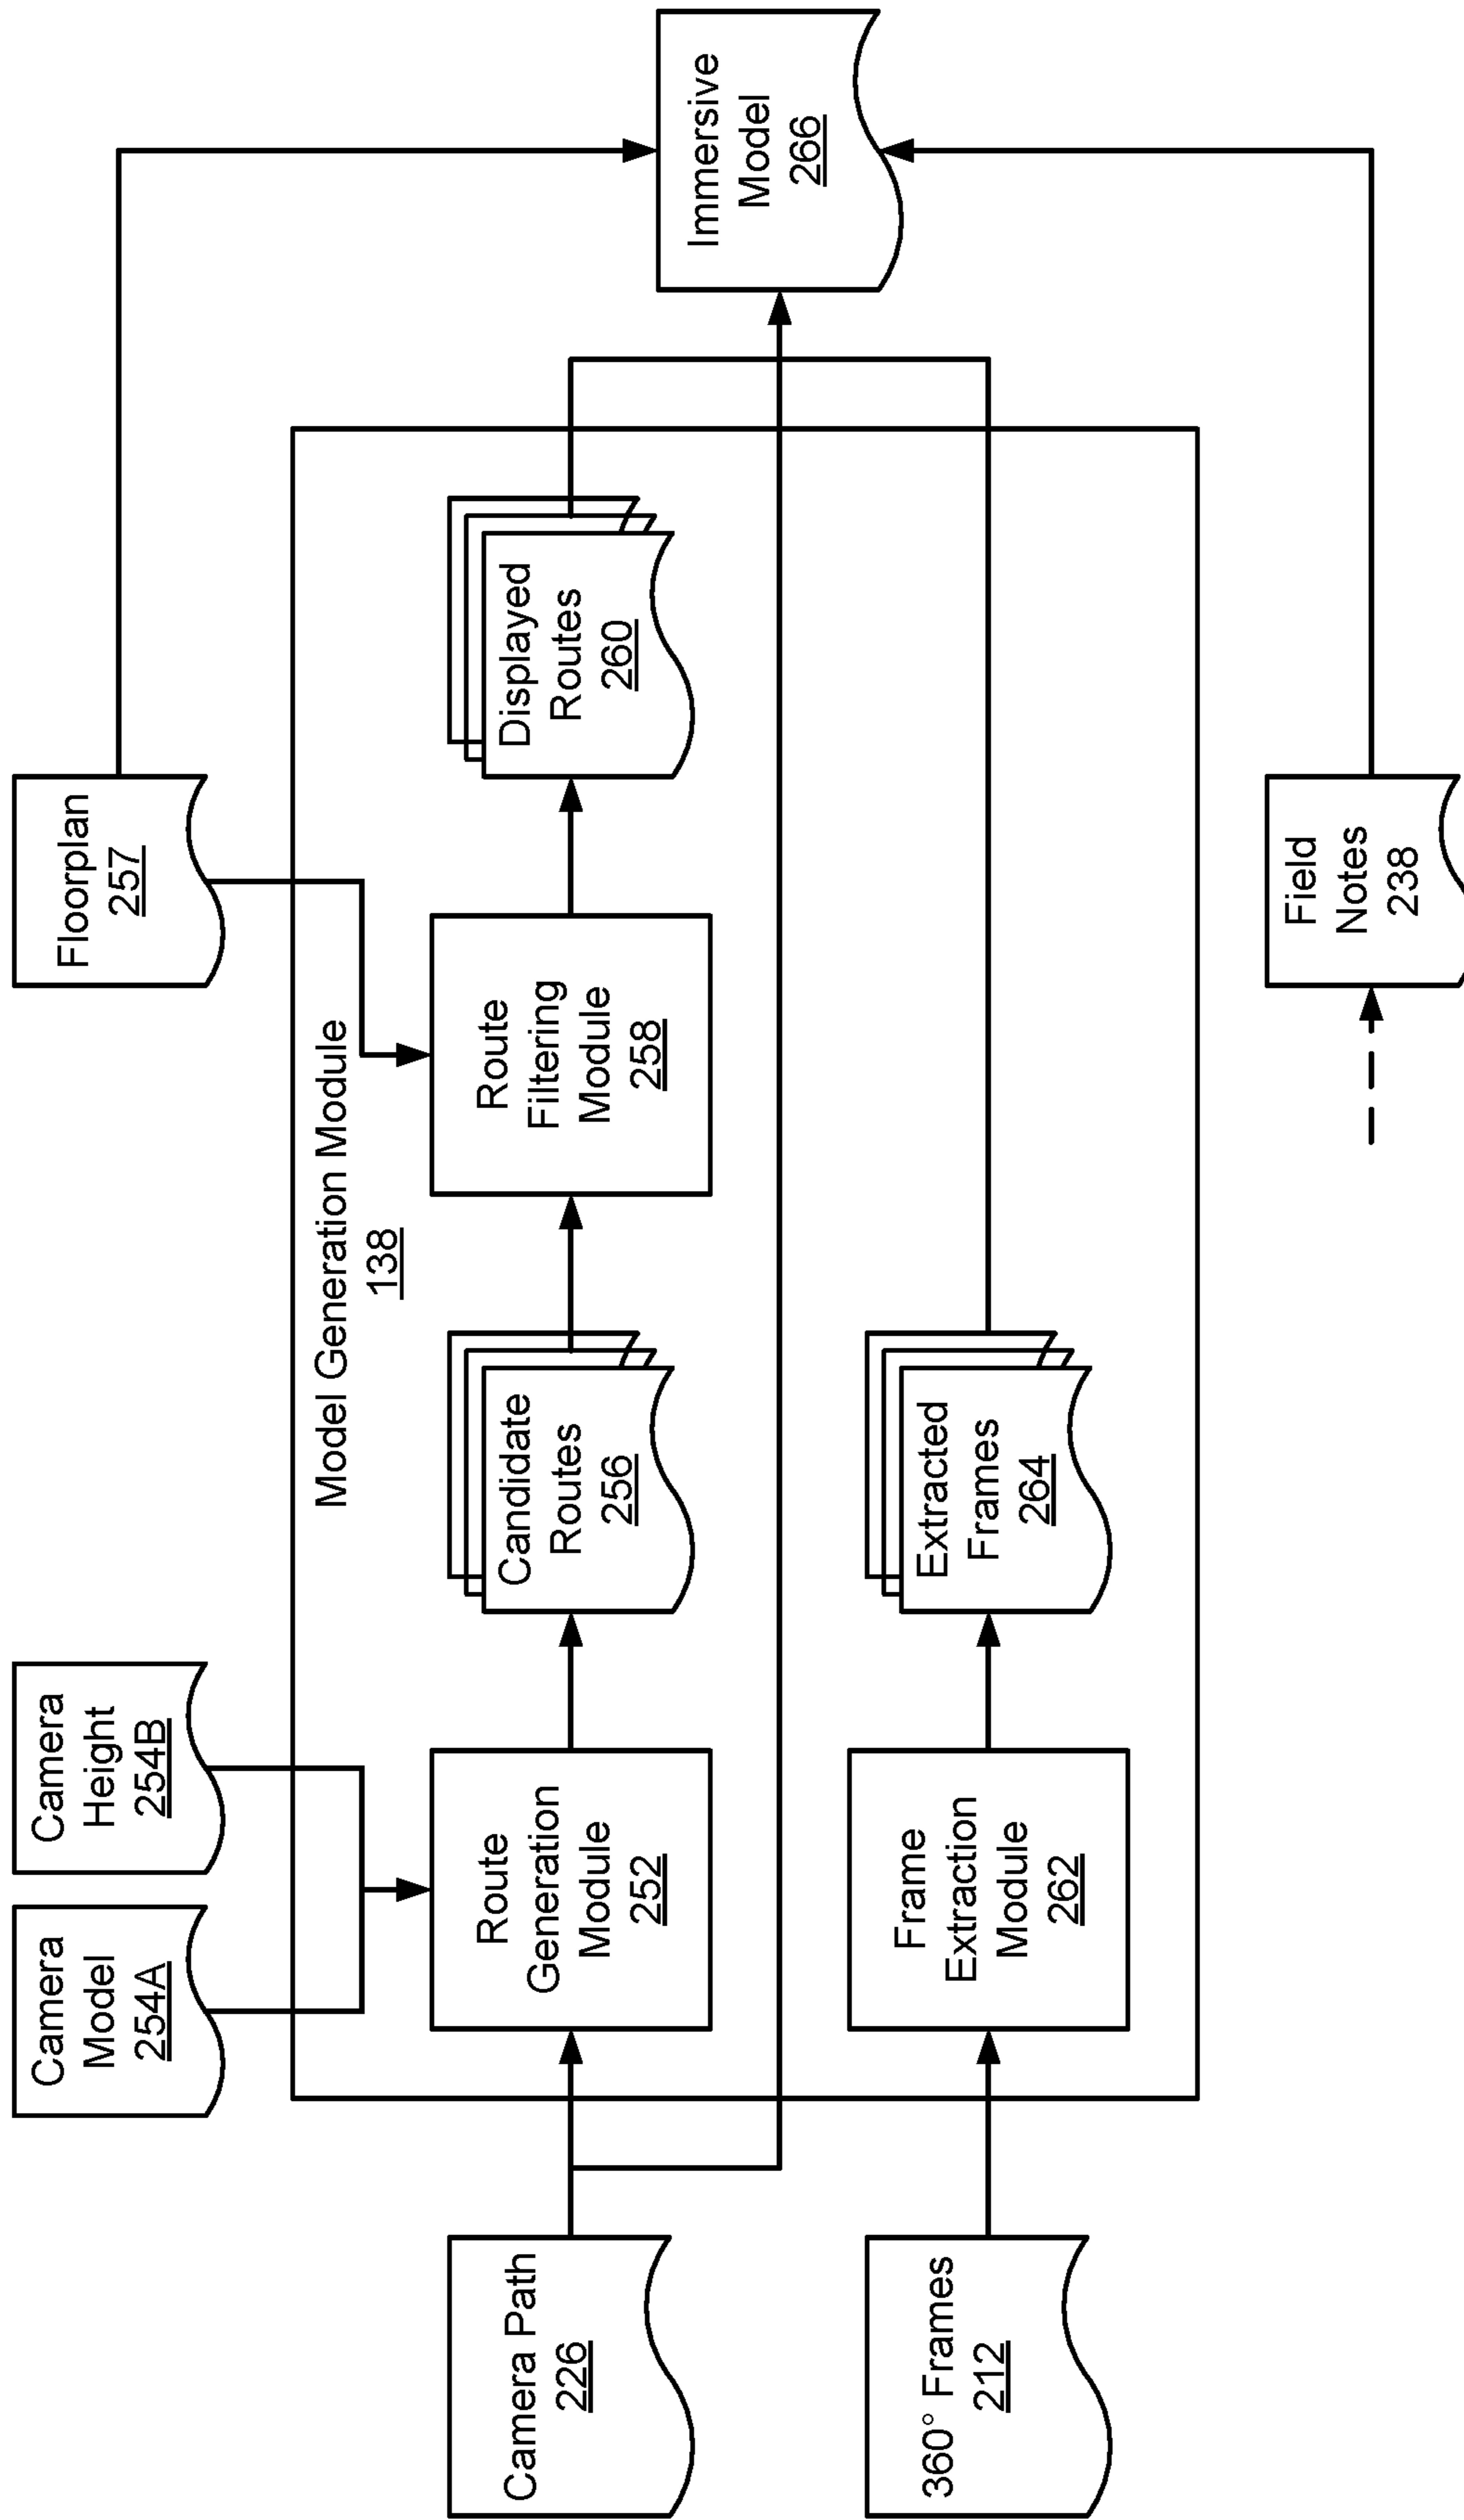 Camera
Model
254A
Camera
Height
254B
Floorplan
257
Model Generation Module
138
Camera Path
226
Route
Generation
Module
252
Candidate
Routes
256
Route
Filtering
Module
258
Displayed
Routes
260
Immersive
Model
266
360° Frames
212
Frame
Extraction
Module
262
Extracted
Frames
264
Field
Notes
238